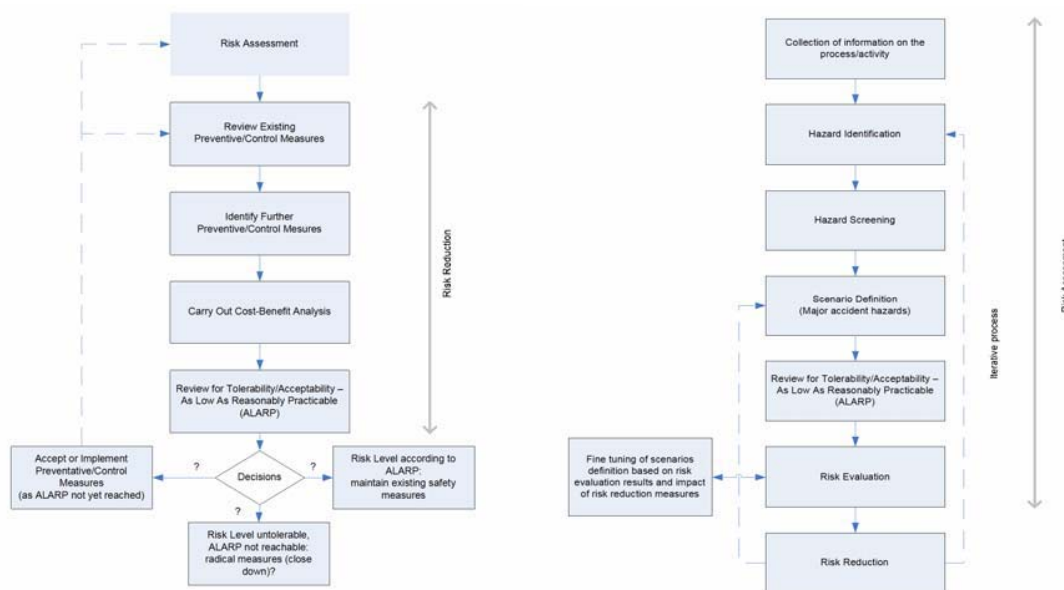 Risk Assessment
Review Existing
Preventive/Control Measures
Identify Further
Preventive/Control Mesures
Carry Out Cost-Benefit Analysis
Review for Tolerability/Acceptability –
As Low As Reasonably Practicable
(ALARP)
Accept or Implement
Preventative/Control
Measures
(as ALARP not yet reached)
?
Decisions
?
Risk Level according to
ALARP:
maintain existing safety
measures
?
Risk Level untolerable,
ALARP not reachable:
radical measures (close
down)?
Risk Reduction
Collection of information on the
process/activity
Hazard Identification
Hazard Screening
Scenario Definition
(Major accident hazards)
Review for Tolerability/Acceptability –
As Low As Reasonably Practicable
(ALARP)
Fine tuning of scenarios
definition based on risk
evaluation results and impact
of risk reduction measures
Risk Evaluation
Risk Reduction
Iterative process